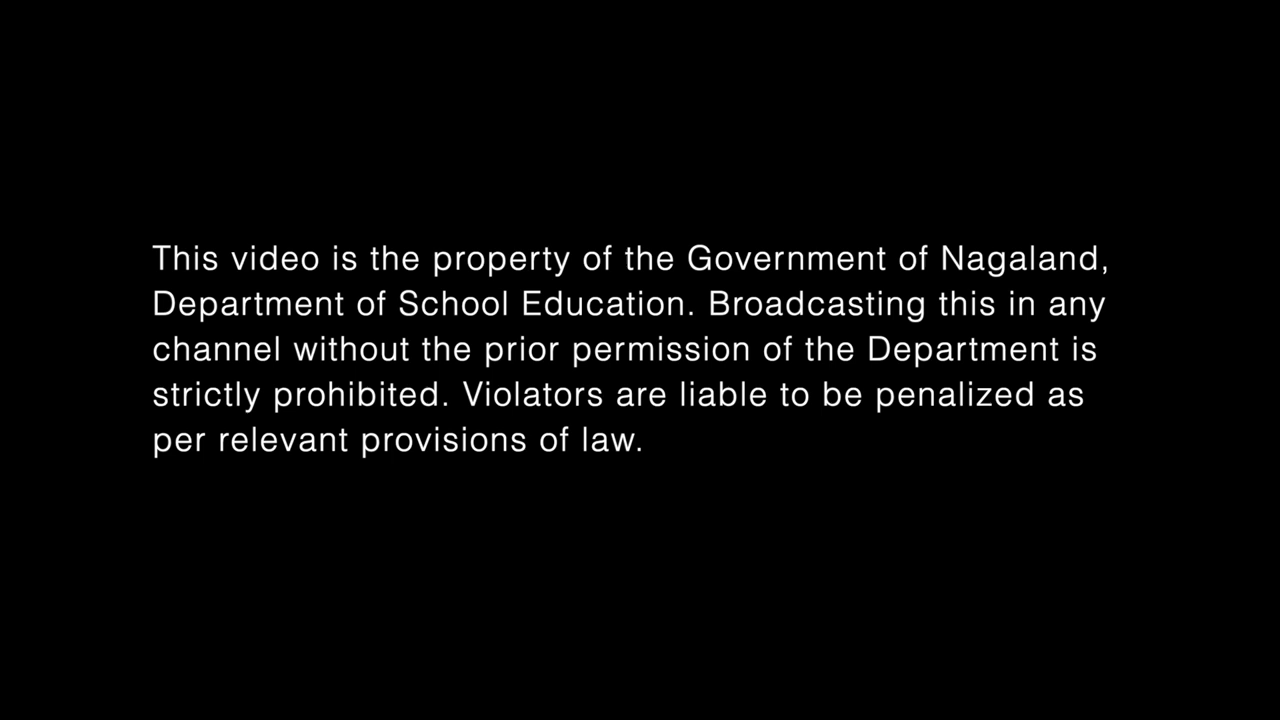 This video is the property of the Government of Nagaland,
Department of School Education. Broadcasting this in any
channel without the prior permission of the Department is
strictly prohibited. Violators are liable to be penalized as
per relevant provisions of law.